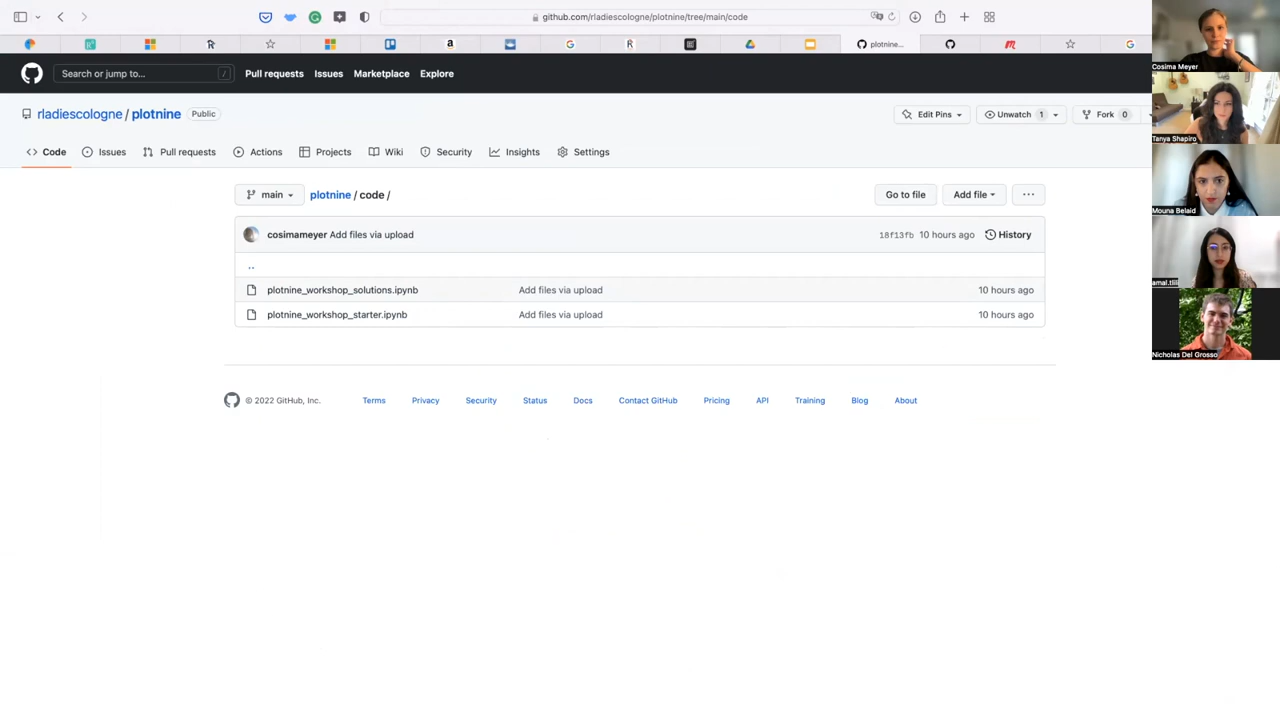 github.com/rladiescologne/plotnine/tree/main/code
plotnine...
Search or jump to... /
Pull requests Issues Marketplace Explore
Cosima Meyer
rladiescologne / plotnine Public
Edit Pins Unwatch 1 Fork 0
Tanya Shapiro
Code Issues Pull requests Actions Projects Wiki Security Insights Settings
main plotnine / code /
Go to file Add file ...
Mouna Belaid
cosimameyer Add files via upload 18f13fb 10 hours ago History
..
amal.tlili
plotnine_workshop_solutions.ipynb Add files via upload 10 hours ago
plotnine_workshop_starter.ipynb Add files via upload 10 hours ago
Nicholas Del Grosso
© 2022 GitHub, Inc. Terms Privacy Security Status Docs Contact GitHub Pricing API Training Blog About